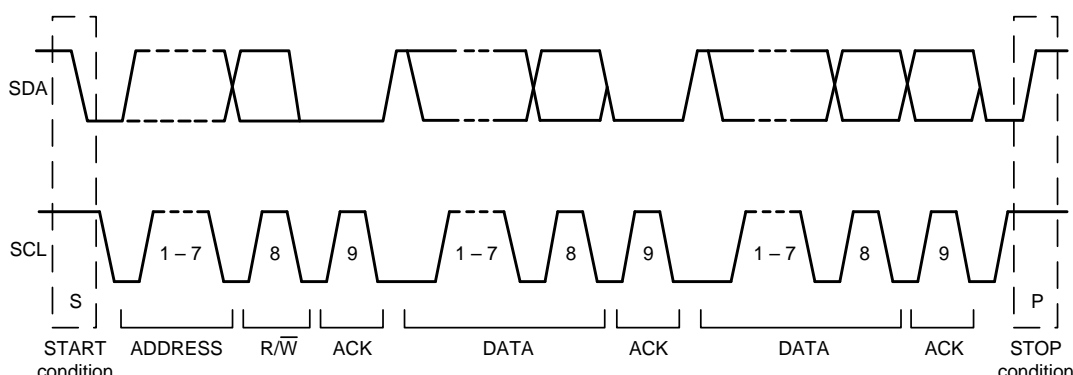 SDA
SCL
1 – 7 8 9 1 – 7 8 9 1 – 7 8 9
S P
START ADDRESS R/W̅ ACK DATA ACK DATA ACK STOP
condition condition